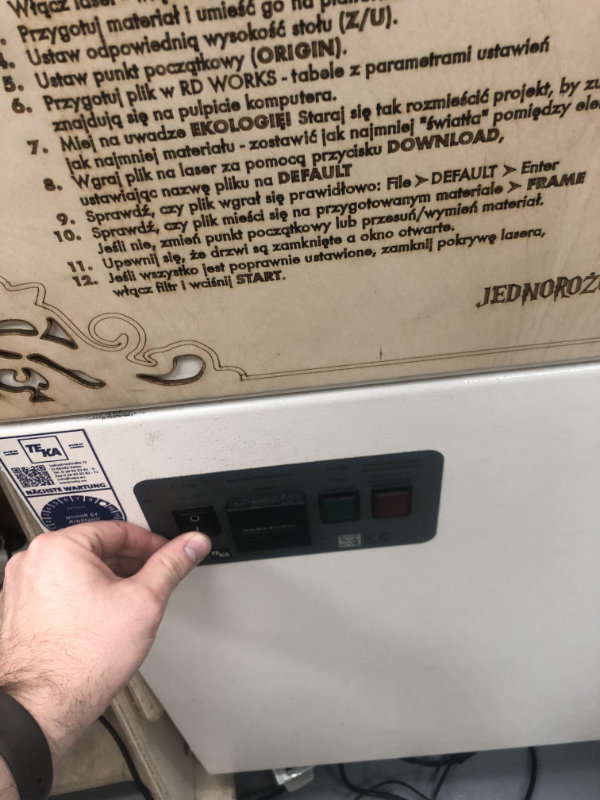 Włącz laser
Przygotuj materiał i umieść go na
4. Ustaw odpowiednią wysokość stołu (Z/U).
5. Ustaw punkt początkowy (ORIGIN).
6. Przygotuj plik w RD WORKS - tabele z parametrami ustawień
znajdują się na pulpicie komputera.
7. Miej na uwadze EKOLOGIĘ! Staraj się tak rozmieścić projekt, by
jak najmniej materiału - zostawić jak najmniej "światła" pomiędzy
8. Wgraj plik na laser za pomocą przycisku DOWNLOAD,
ustawiając nazwę pliku na DEFAULT
9. Sprawdź, czy plik wgrał się prawidłowo: File > DEFAULT > Enter
10. Sprawdź, czy plik mieści się na przygotowanym materiale > FRAME
Jeśli nie, zmień punkt początkowy lub przesuń/wymień materiał.
11. Upewnij się, że drzwi są zamknięte a okno otwarte.
12. Jeśli wszystko jest poprawnie ustawione, zamknij pokrywę lasera,
włącz filtr i wciśnij START.
TEKA
NÄCHSTE WARTUNG
gemäß §4
TEKA